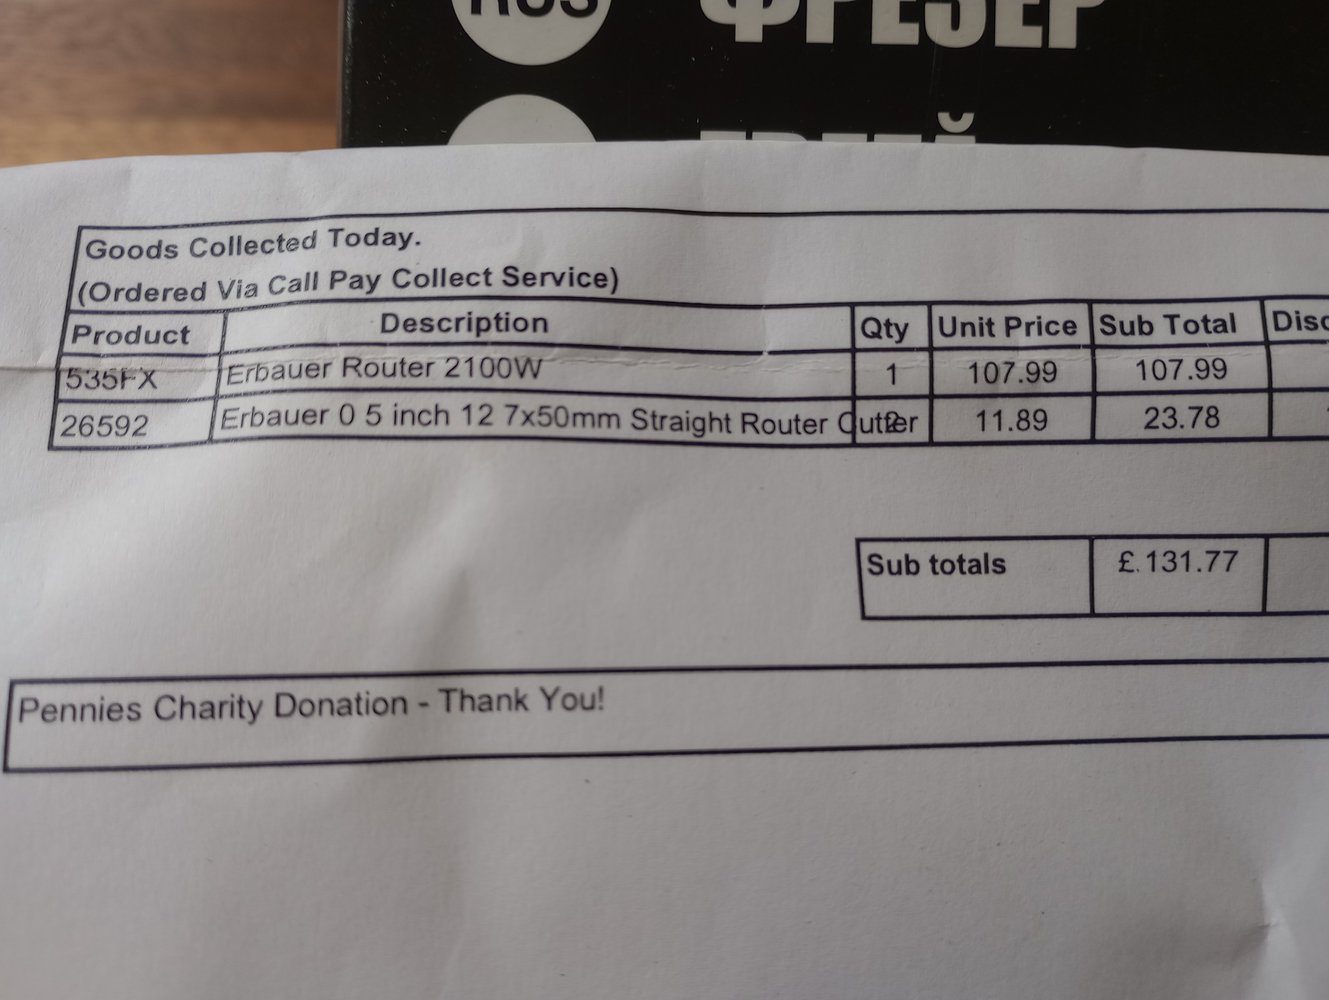 RUS ФРЕЗЕР
Goods Collected Today.
(Ordered Via Call Pay Collect Service)
Product Description Qty Unit Price Sub Total Disc
535FX Erbauer Router 2100W 1 107.99 107.99
26592 Erbauer 0 5 inch 12 7x50mm Straight Router Cutter 2 11.89 23.78
Sub totals £.131.77
Pennies Charity Donation - Thank You!